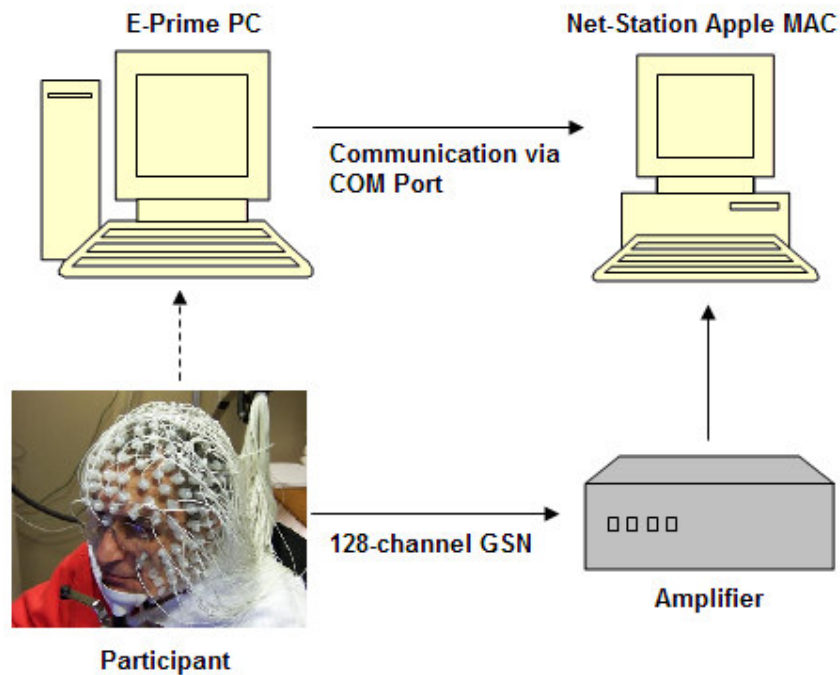 E-Prime PC
Net-Station Apple MAC
Communication via
COM Port
128-channel GSN
Amplifier
Participant